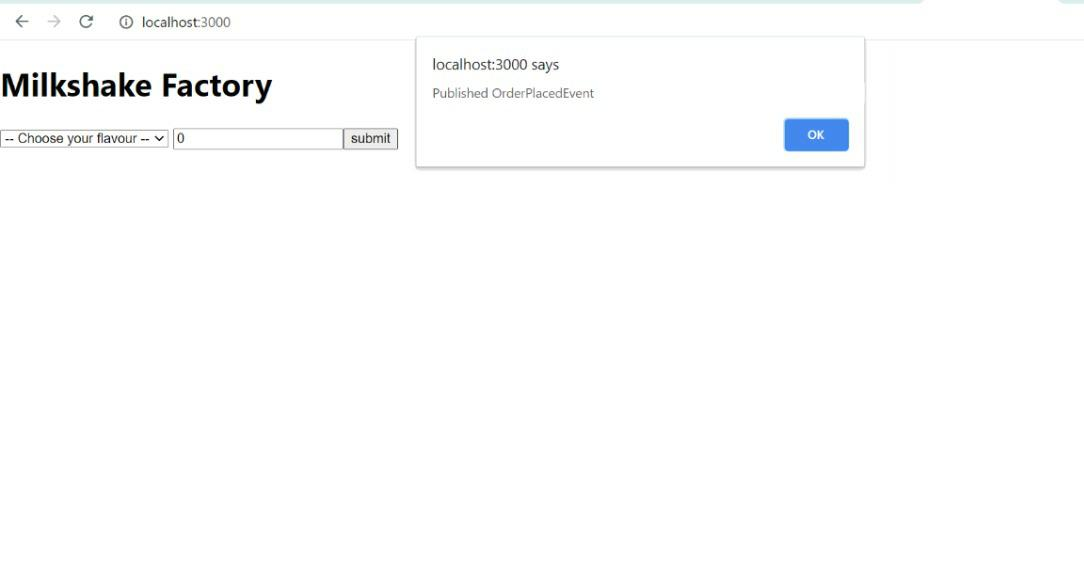 localhost:3000
localhost:3000 says
Published OrderPlacedEvent
OK
Milkshake Factory
-- Choose your flavour -- 0 submit